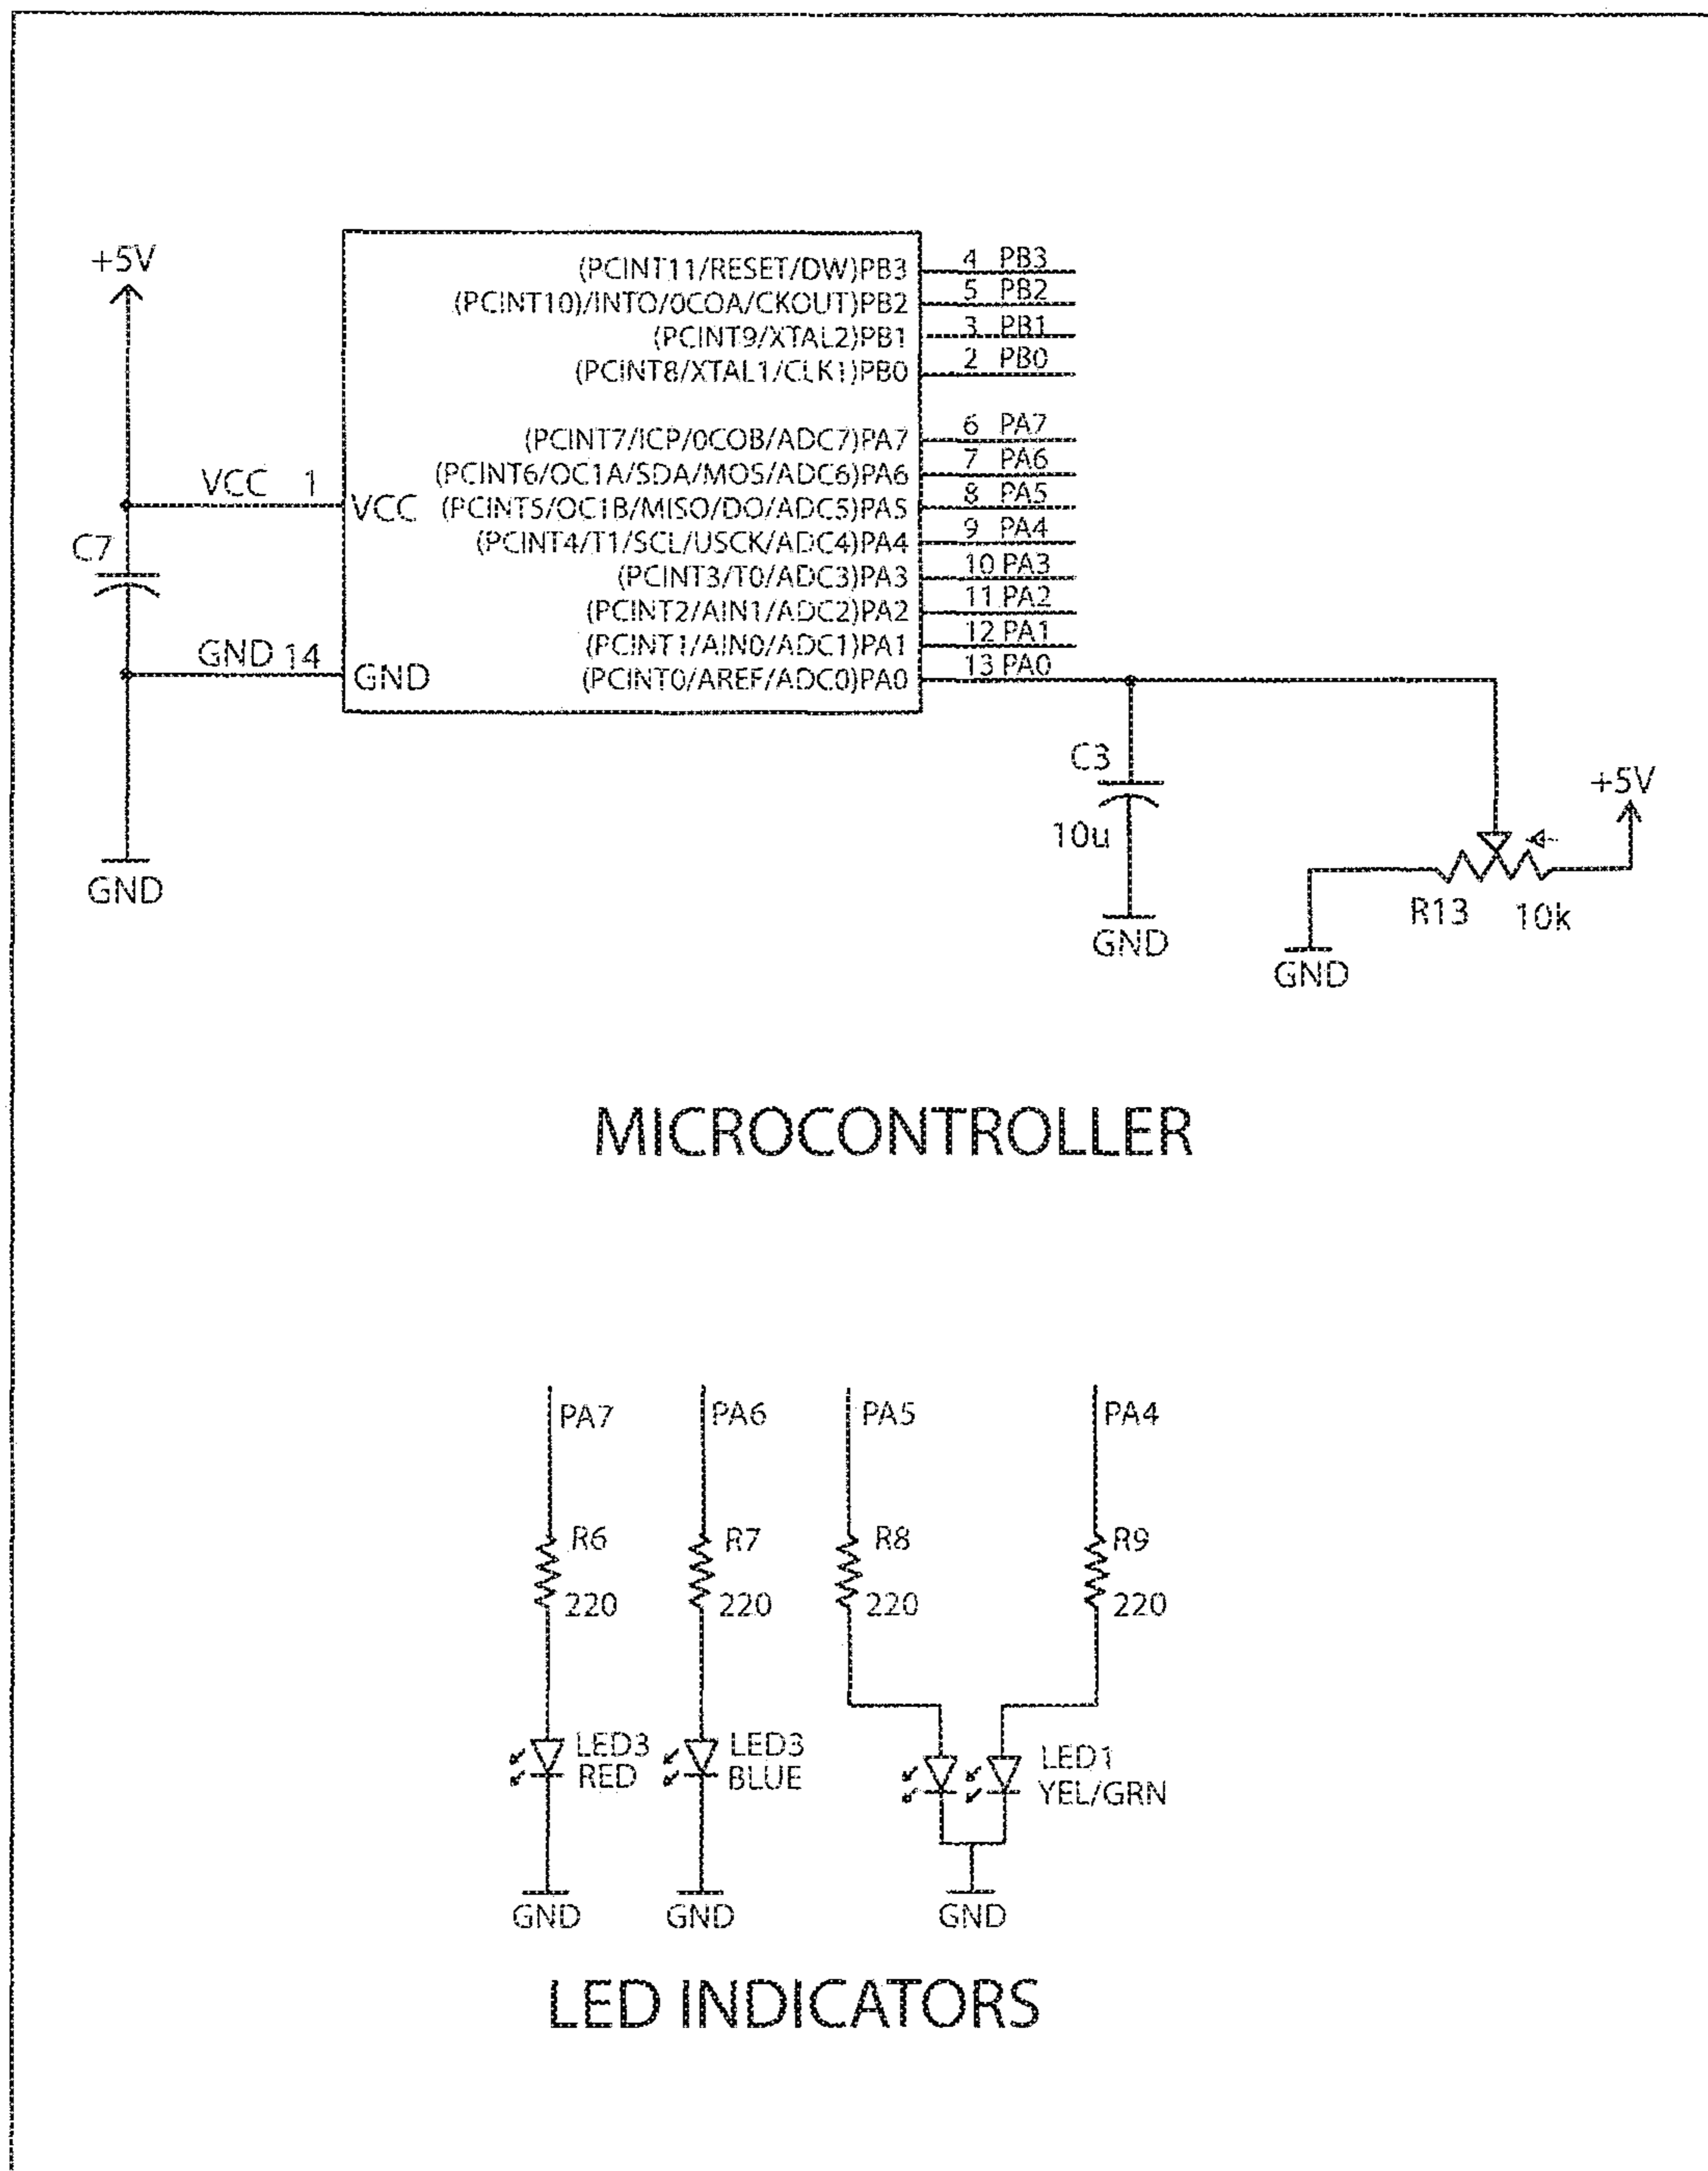 +5V
(PCINT11/RESET/DW)PB3 4 PB3
(PCINT10)/INTO/0COA/CKOUT)PB2 5 PB2
(PCINT9/XTAL2)PB1 3 PB1
(PCINT8/XTAL1/CLK1)PB0 2 PB0
(PCINT7/ICP/0COB/ADC7)PA7 6 PA7
(PCINT6/OC1A/SDA/MOS/ADC6)PA6 7 PA6
VCC 1 VCC (PCINT5/OC1B/MISO/DO/ADC5)PA5 8 PA5
C7 (PCINT4/T1/SCL/USCK/ADC4)PA4 9 PA4
(PCINT3/T0/ADC3)PA3 10 PA3
(PCINT2/AIN1/ADC2)PA2 11 PA2
(PCINT1/AIN0/ADC1)PA1 12 PA1
GND 14 GND (PCINT0/AREF/ADC0)PA0 13 PA0
C3
+5V
10u
GND
R13 10k
GND
GND
MICROCONTROLLER
PA7 PA6 PA5 PA4
R6 R7 R8 R9
220 220 220 220
LED3 LED3 LED1
RED BLUE YEL/GRN
GND GND GND
LED INDICATORS